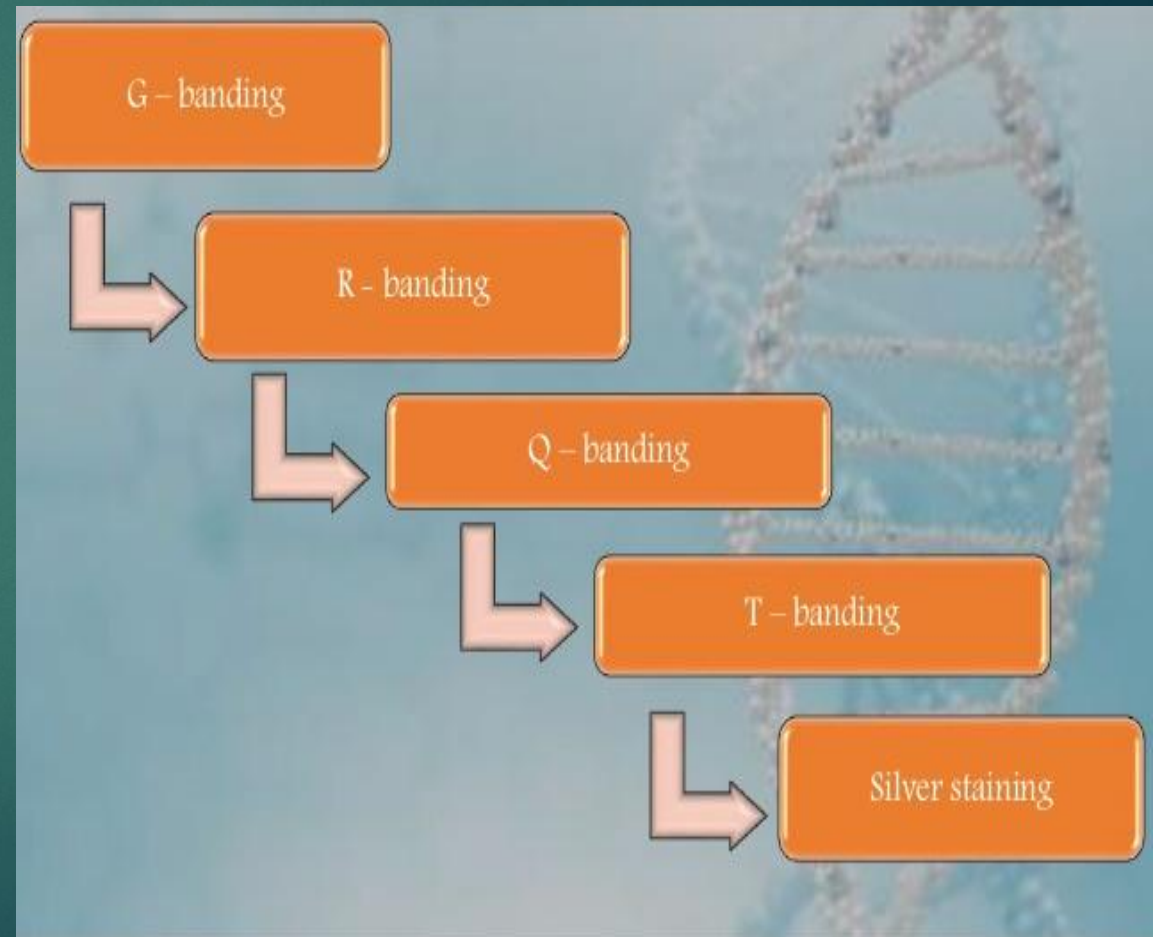 G – banding
R - banding
Q – banding
T – banding
Silver staining